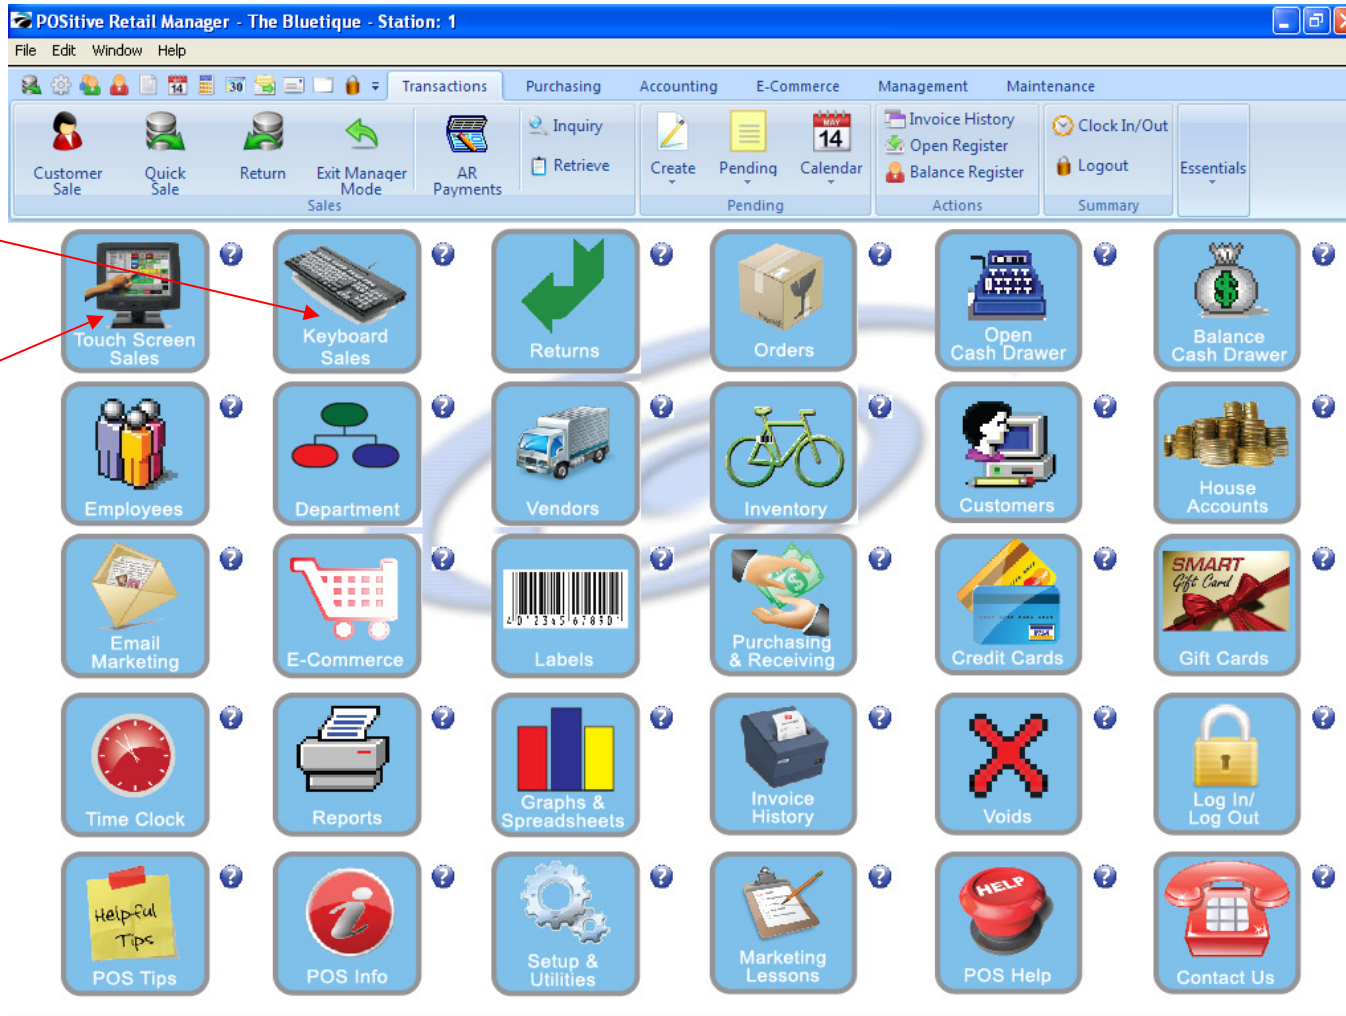 POSitive Retail Manager - The Bluetique - Station: 1
File Edit Window Help
14 30 Transactions Purchasing Accounting E-Commerce Management Maintenance
Customer Sale
Quick Sale
Return
Exit Manager Mode
AR Payments
Inquiry
Retrieve
Sales
Create
Pending
MAY
14
Calendar
Pending
Invoice History
Open Register
Balance Register
Actions
Clock In/Out
Logout
Summary
Essentials
Touch Screen
Sales
Keyboard
Sales
Returns
Orders
Open
Cash Drawer
$
Balance
Cash Drawer
Employees
Department
Vendors
Inventory
Customers
House
Accounts
Email
Marketing
E-Commerce
Labels
$
Purchasing
& Receiving
VISA
Credit Cards
SMART
Gift Card
Gift Cards
Time Clock
Reports
Graphs &
Spreadsheets
Invoice
History
Voids
Log In/
Log Out
Helpful
Tips
POS Tips
i
POS Info
Setup &
Utilities
Marketing
Lessons
HELP
POS Help
Contact Us